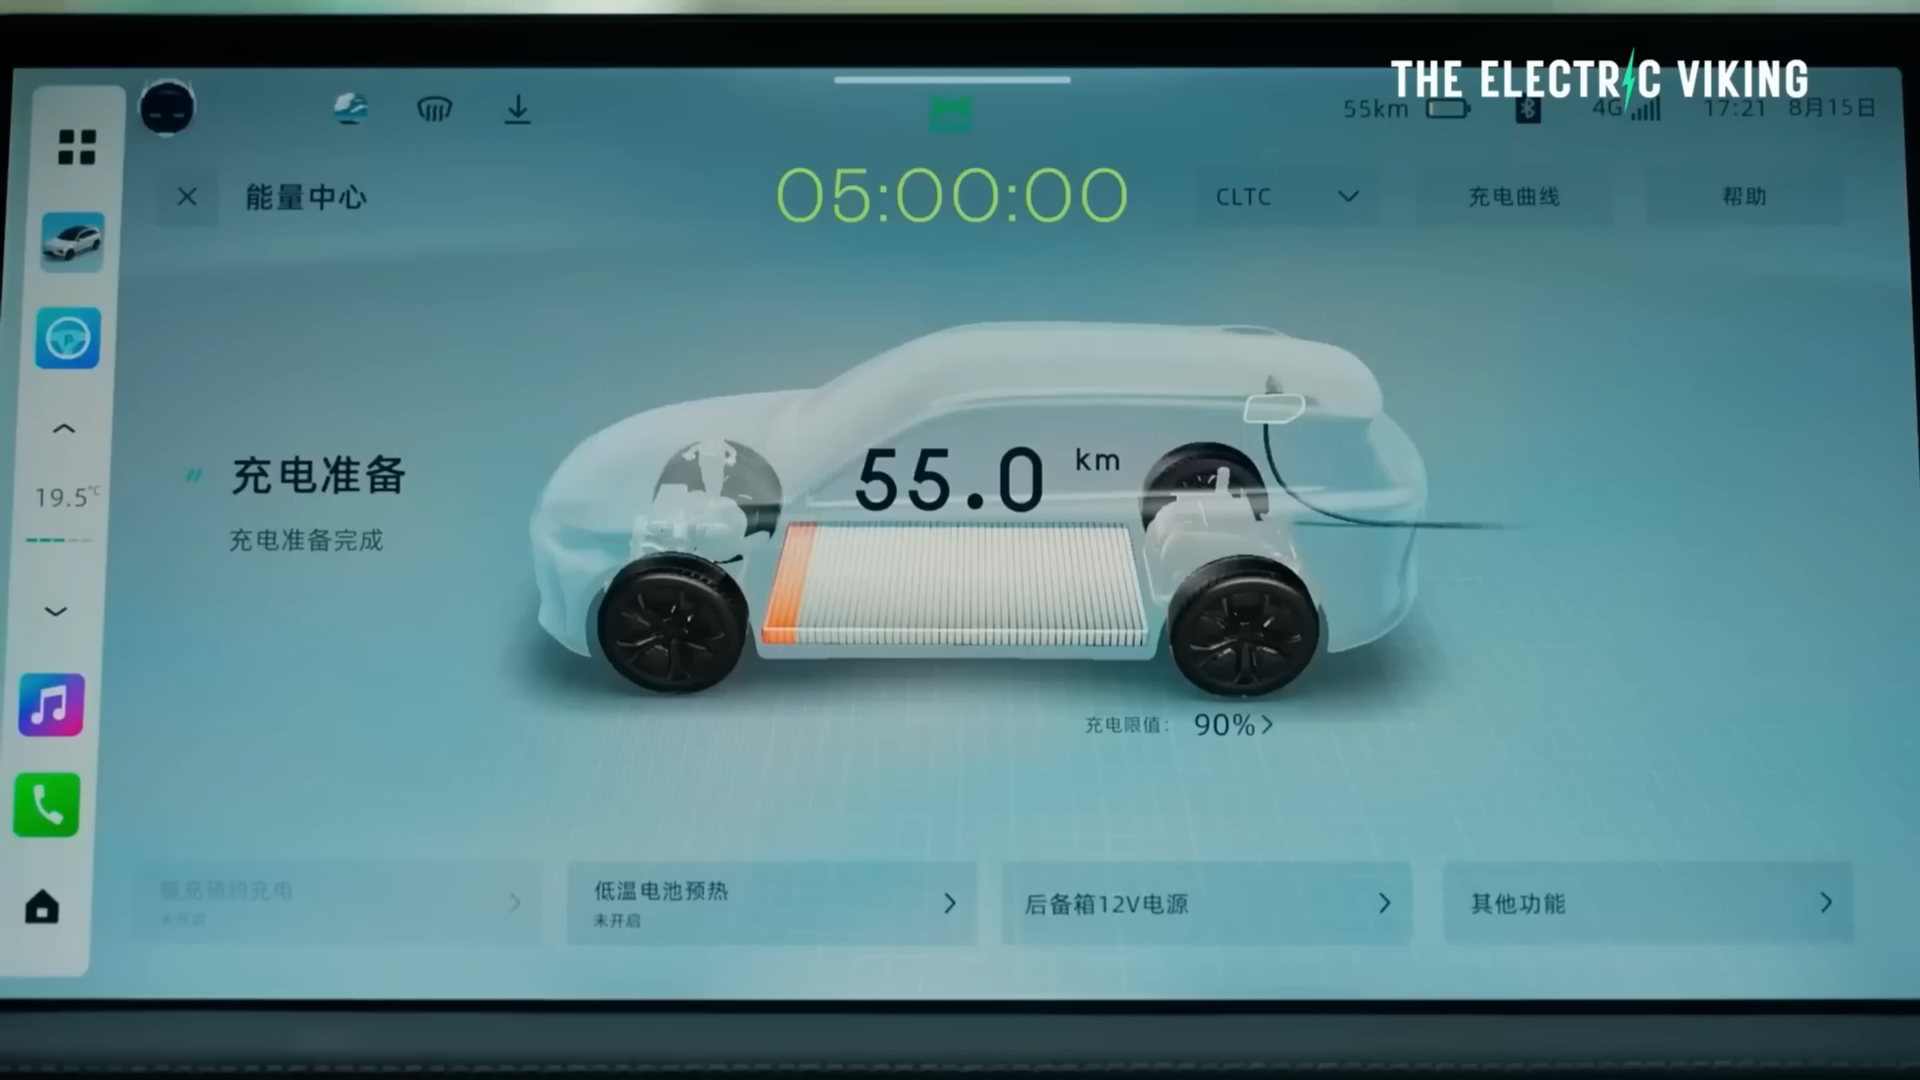 THE ELECTRIC VIKING
55km 4G 17:21 8月15日
能量中心
05:00:00
CLTC
充电曲线
帮助
P
19.5℃
充电准备
充电准备完成
55.0 km
充电限值: 90%
低温电池预热
未开启
后备箱12V电源
其他功能